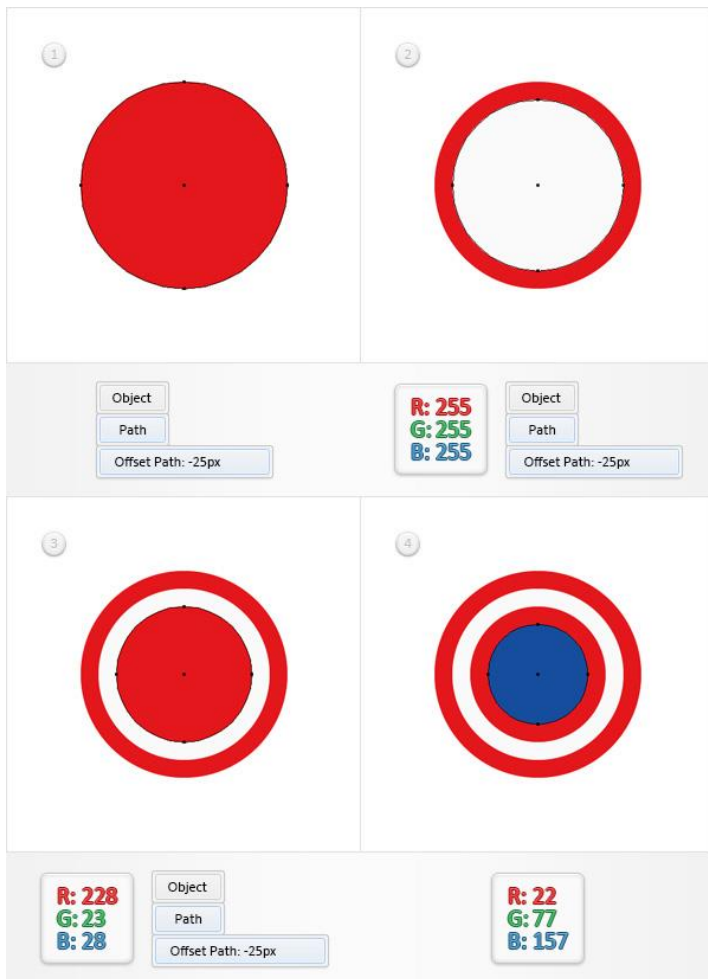 1
2
Object
Path
Offset Path: -25px
R: 255
G: 255
B: 255
Object
Path
Offset Path: -25px
3
4
R: 228
G: 23
B: 28
Object
Path
Offset Path: -25px
R: 22
G: 77
B: 157